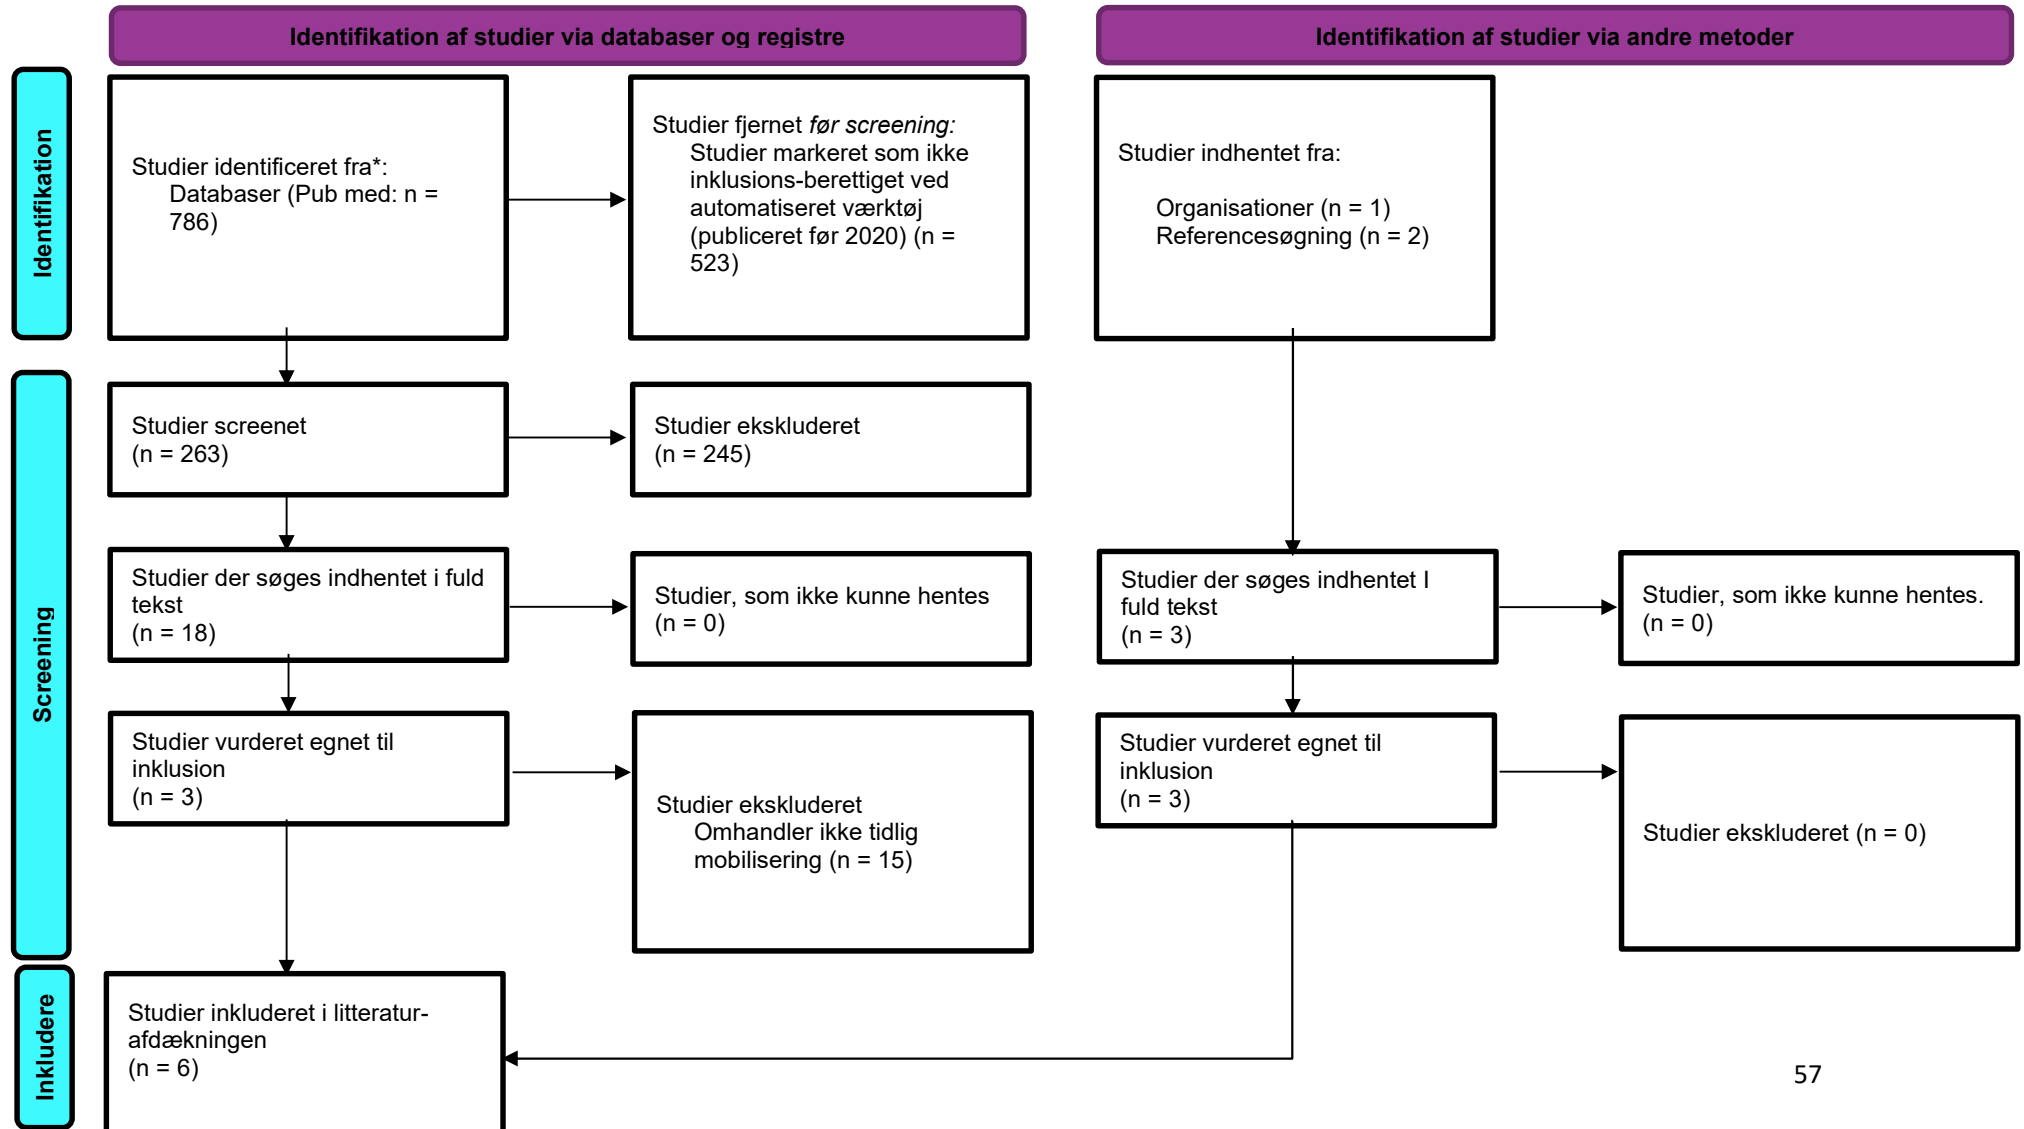 Identifikation af studier via databaser og registre
Identifikation af studier via andre metoder
Identifikation
Studier identificeret fra*:
Databaser (Pub med: n =
786)
Studier fjernet før screening:
Studier markeret som ikke
inklusions-berettiget ved
automatiseret værktøj
(publiceret før 2020) (n =
523)
Studier indhentet fra:
Organisationer (n = 1)
Referencesøgning (n = 2)
Screening
Studier screenet
(n = 263)
Studier ekskluderet
(n = 245)
Studier der søges indhentet i fuld
tekst
(n = 18)
Studier, som ikke kunne hentes
(n = 0)
Studier der søges indhentet I
fuld tekst
(n = 3)
Studier, som ikke kunne hentes.
(n = 0)
Studier vurderet egnet til
inklusion
(n = 3)
Studier ekskluderet
Omhandler ikke tidlig
mobilisering (n = 15)
Studier vurderet egnet til
inklusion
(n = 3)
Studier ekskluderet (n = 0)
Inkludere
Studier inkluderet i litteratur-
afdækningen
(n = 6)
57